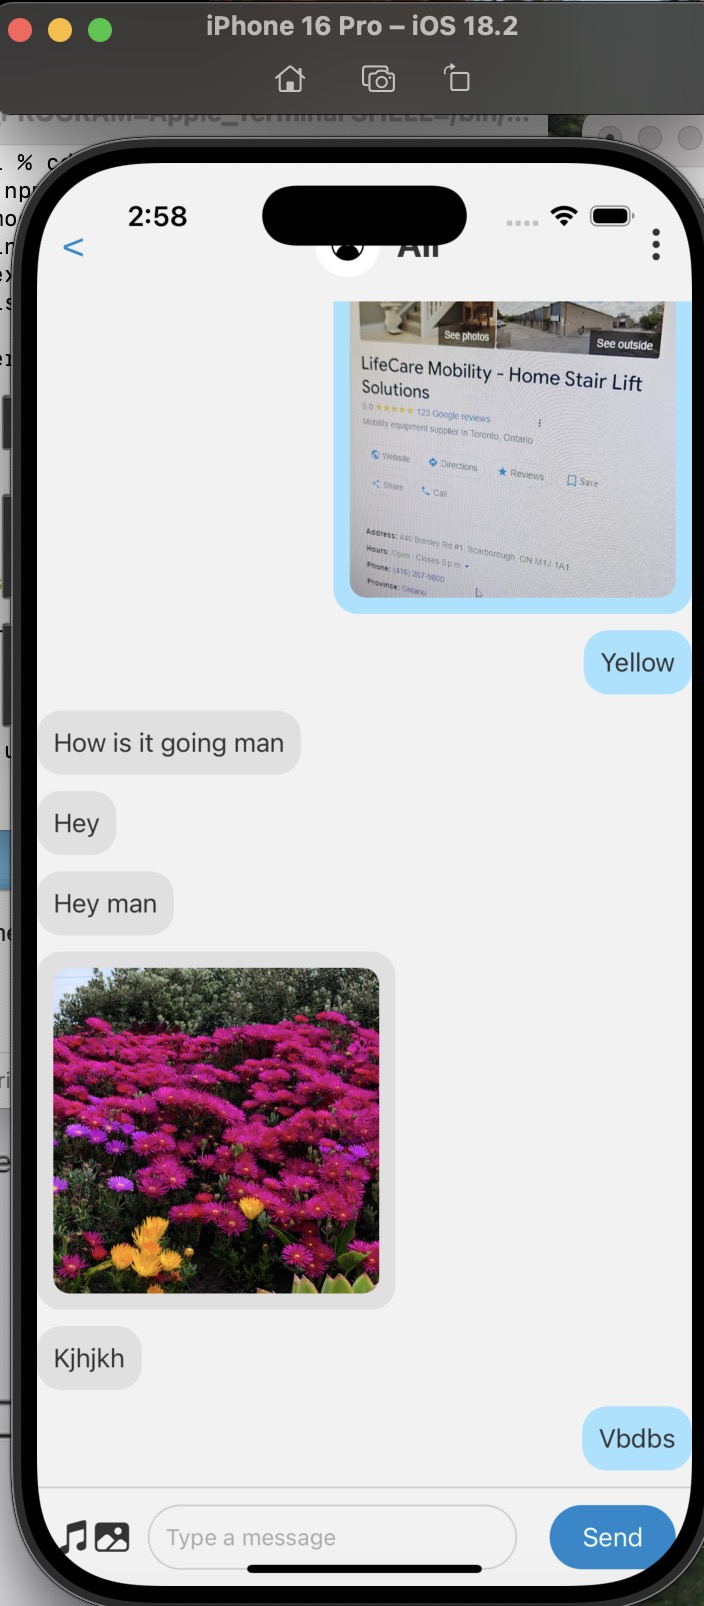 iPhone 16 Pro – iOS 18.2
2:58
<
See photos
See outside
LifeCare Mobility - Home Stair Lift
Solutions
5.0 ★★★★★ 123 Google reviews
Mobility equipment supplier in Toronto, Ontario
Website
Directions
Reviews
Save
Share
Call
Address: 440 Brimley Rd #1, Scarborough, ON M1J 1A1
Hours: Open · Closes 5 p.m.
Phone: (416) 267-9800
Province: Ontario
Yellow
How is it going man
Hey
Hey man
Kjhjkh
Vbdbs
Type a message
Send